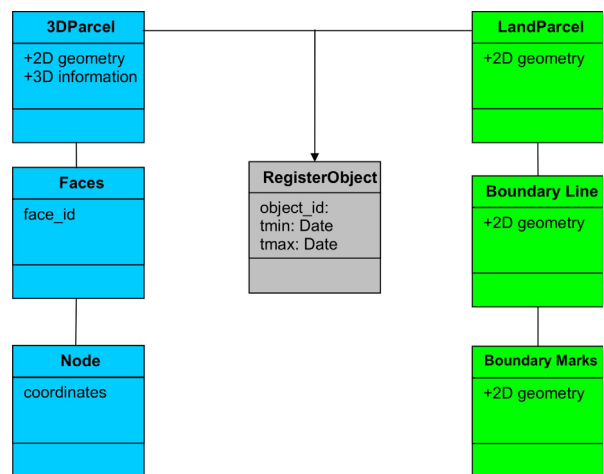 3DParcel
+2D geometry
+3D information
LandParcel
+2D geometry
Faces
face_id
RegisterObject
object_id:
tmin: Date
tmax: Date
Boundary Line
+2D geometry
Node
coordinates
Boundary Marks
+2D geometry